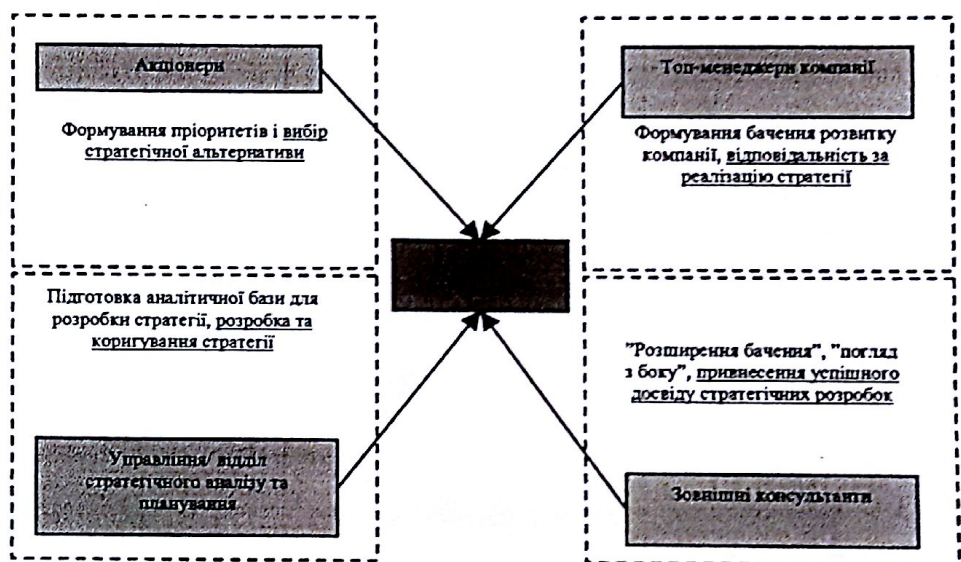 Акціонери
Формування пріоритетів і вибір
стратегічної альтернативи
Топ-менеджери компанії
Формування бачення розвитку
компанії, відповідальність за
реалізацію стратегії
Підготовка аналітичної бази для
розробки стратегії, розробка та
коригування стратегії
Управління/ відділ
стратегічного аналізу та
планування
"Розширення бачення", "погляд
з боку", привнесення успішного
досвіду стратегічних розробок
Зовнішні консультанти